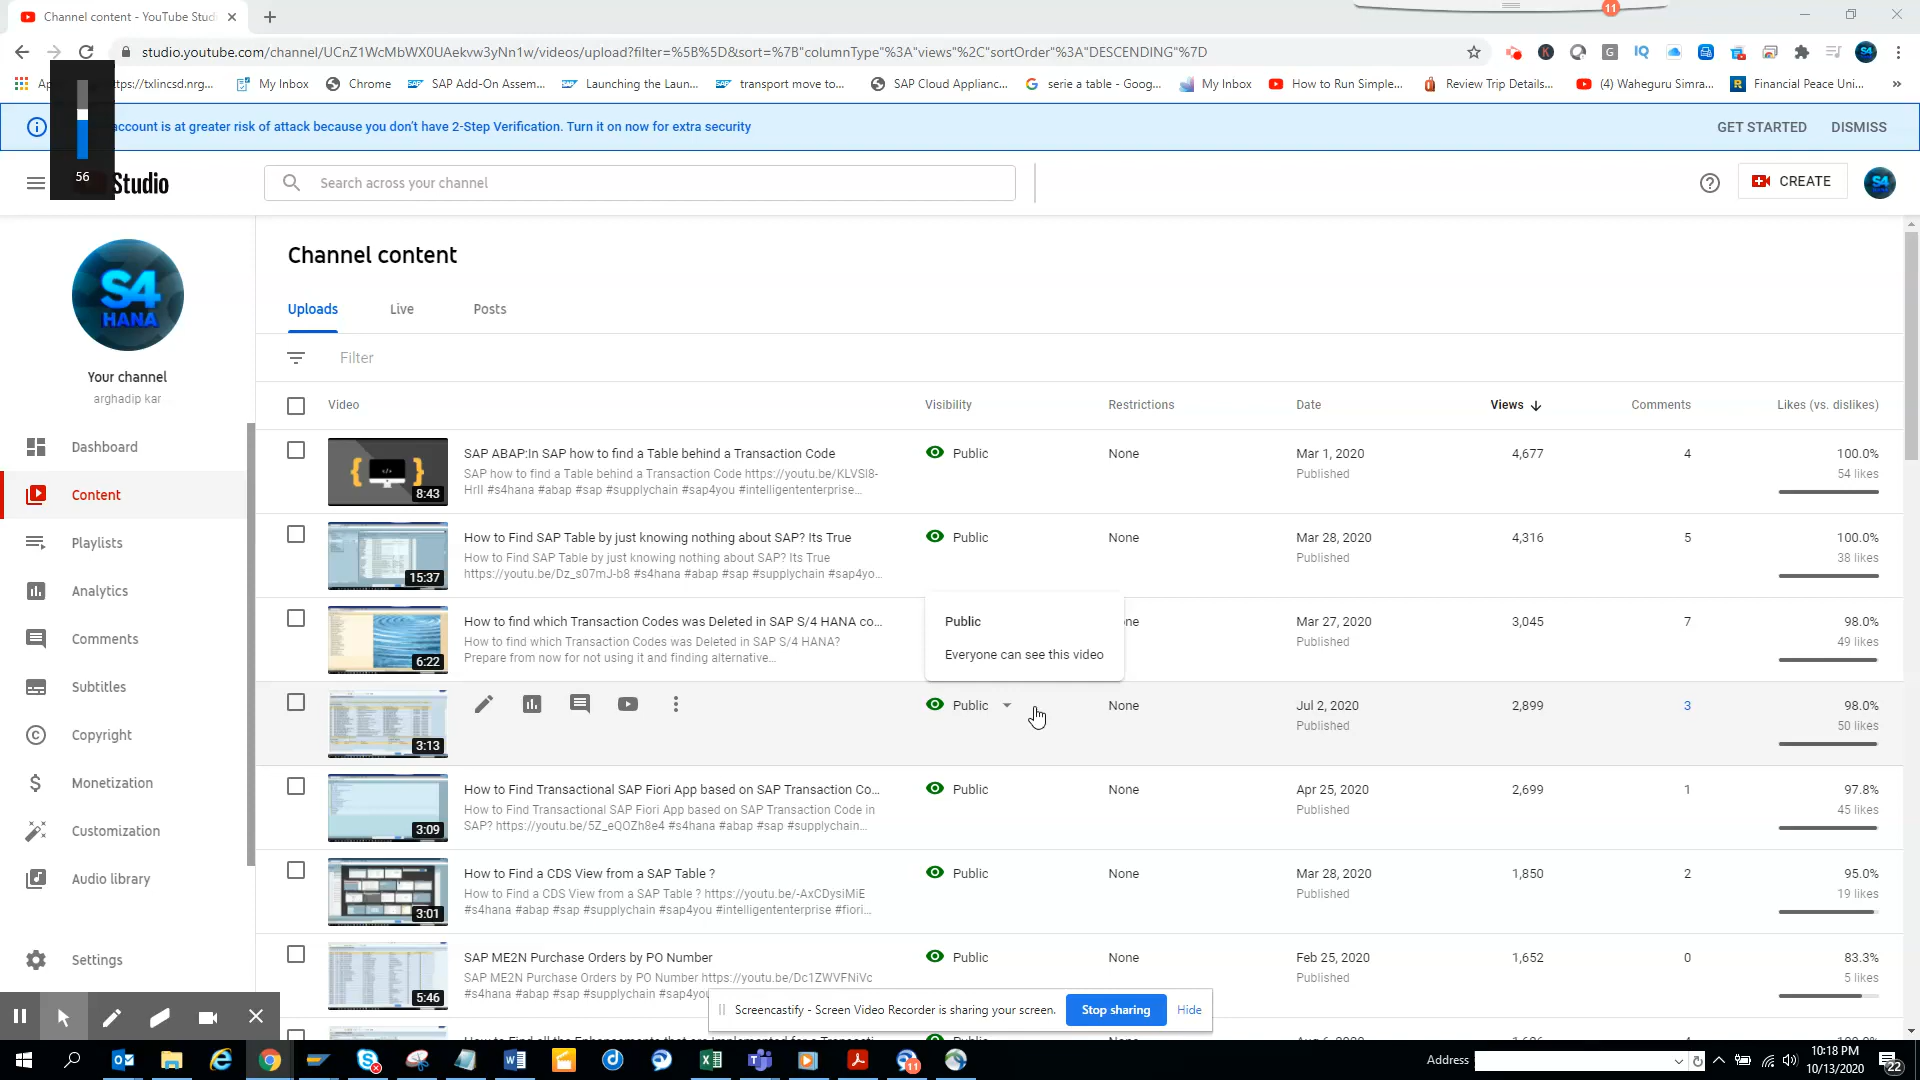 Channel content - YouTube Stud
11
studio.youtube.com/channel/UCnZ1WcMbWX0UAekvw3yNn1w/videos/upload?filter=%5B%5D&sort=%7B"columnType"%3A"views"%2C"sortOrder"%3A"DESCENDING"%7D
ttps://txlincsd.nrg...
My Inbox
Chrome
SAP Add-On Assem...
Launching the Laun...
transport move to...
SAP Cloud Applianc...
serie a table - Goog...
My Inbox
How to Run Simple...
Review Trip Details...
(4) Waheguru Simra...
Financial Peace Uni...
»
account is at greater risk of attack because you don't have 2-Step Verification. Turn it on now for extra security
GET STARTED
DISMISS
56
Studio
Search across your channel
CREATE
S4
HANA
Your channel
arghadip kar
Dashboard
Content
Playlists
Analytics
Comments
Subtitles
Copyright
Monetization
Customization
Audio library
Settings
Channel content
Uploads
Live
Posts
Filter
Video
Visibility
Restrictions
Date
Views
Comments
Likes (vs. dislikes)
8:43
SAP ABAP:In SAP how to find a Table behind a Transaction Code
SAP how to find a Table behind a Transaction Code https://youtu.be/KLVSI8-
HrII #s4hana #abap #sap #supplychain #sap4you #intelligententerprise...
Public
None
Mar 1, 2020
Published
4,677
4
100.0%
54 likes
15:37
How to Find SAP Table by just knowing nothing about SAP? Its True
How to Find SAP Table by just knowing nothing about SAP? Its True
https://youtu.be/Dz_s07mJ-b8 #s4hana #abap #sap #supplychain #sap4yo...
Public
None
Mar 28, 2020
Published
4,316
5
100.0%
38 likes
6:22
How to find which Transaction Codes was Deleted in SAP S/4 HANA co...
How to find which Transaction Codes was Deleted in SAP S/4 HANA?
Prepare from now for not using it and finding alternative...
Public
Everyone can see this video
ne
Mar 27, 2020
Published
3,045
7
98.0%
49 likes
3:13
Public
None
Jul 2, 2020
Published
2,899
3
98.0%
50 likes
3:09
How to Find Transactional SAP Fiori App based on SAP Transaction Co...
How to Find Transactional SAP Fiori App based on SAP Transaction Code in
SAP? https://youtu.be/5Z_eQOZh8e4 #s4hana #abap #sap #supplychain...
Public
None
Apr 25, 2020
Published
2,699
1
97.8%
45 likes
3:01
How to Find a CDS View from a SAP Table ?
How to Find a CDS View from a SAP Table ? https://youtu.be/-AxCDysiMiE
#s4hana #abap #sap #supplychain #sap4you #intelligententerprise #fiori...
Public
None
Mar 28, 2020
Published
1,850
2
95.0%
19 likes
5:46
SAP ME2N Purchase Orders by PO Number
SAP ME2N Purchase Orders by PO Number https://youtu.be/Dc1ZWVFNiVc
#s4hana #abap #sap #supplychain #sap4you
Public
None
Feb 25, 2020
Published
1,652
0
83.3%
5 likes
Screencastify - Screen Video Recorder is sharing your screen.
Stop sharing
Hide
Address
10:18 PM
10/13/2020
22